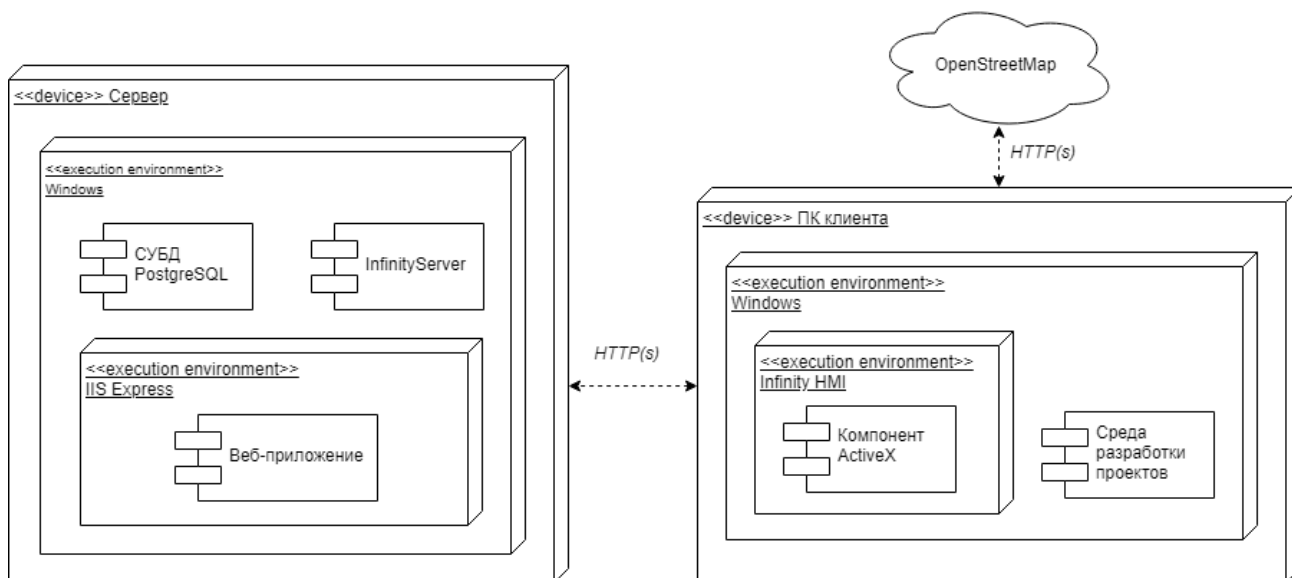 <<device>> Сервер
<<execution environment>>
Windows
СУБД
PostgreSQL
InfinityServer
<<execution environment>>
IIS Express
Веб-приложение
HTTP(s)
OpenStreetMap
HTTP(s)
<<device>> ПК клиента
<<execution environment>>
Windows
<<execution environment>>
Infinity HMI
Компонент
ActiveX
Среда
разработки
проектов